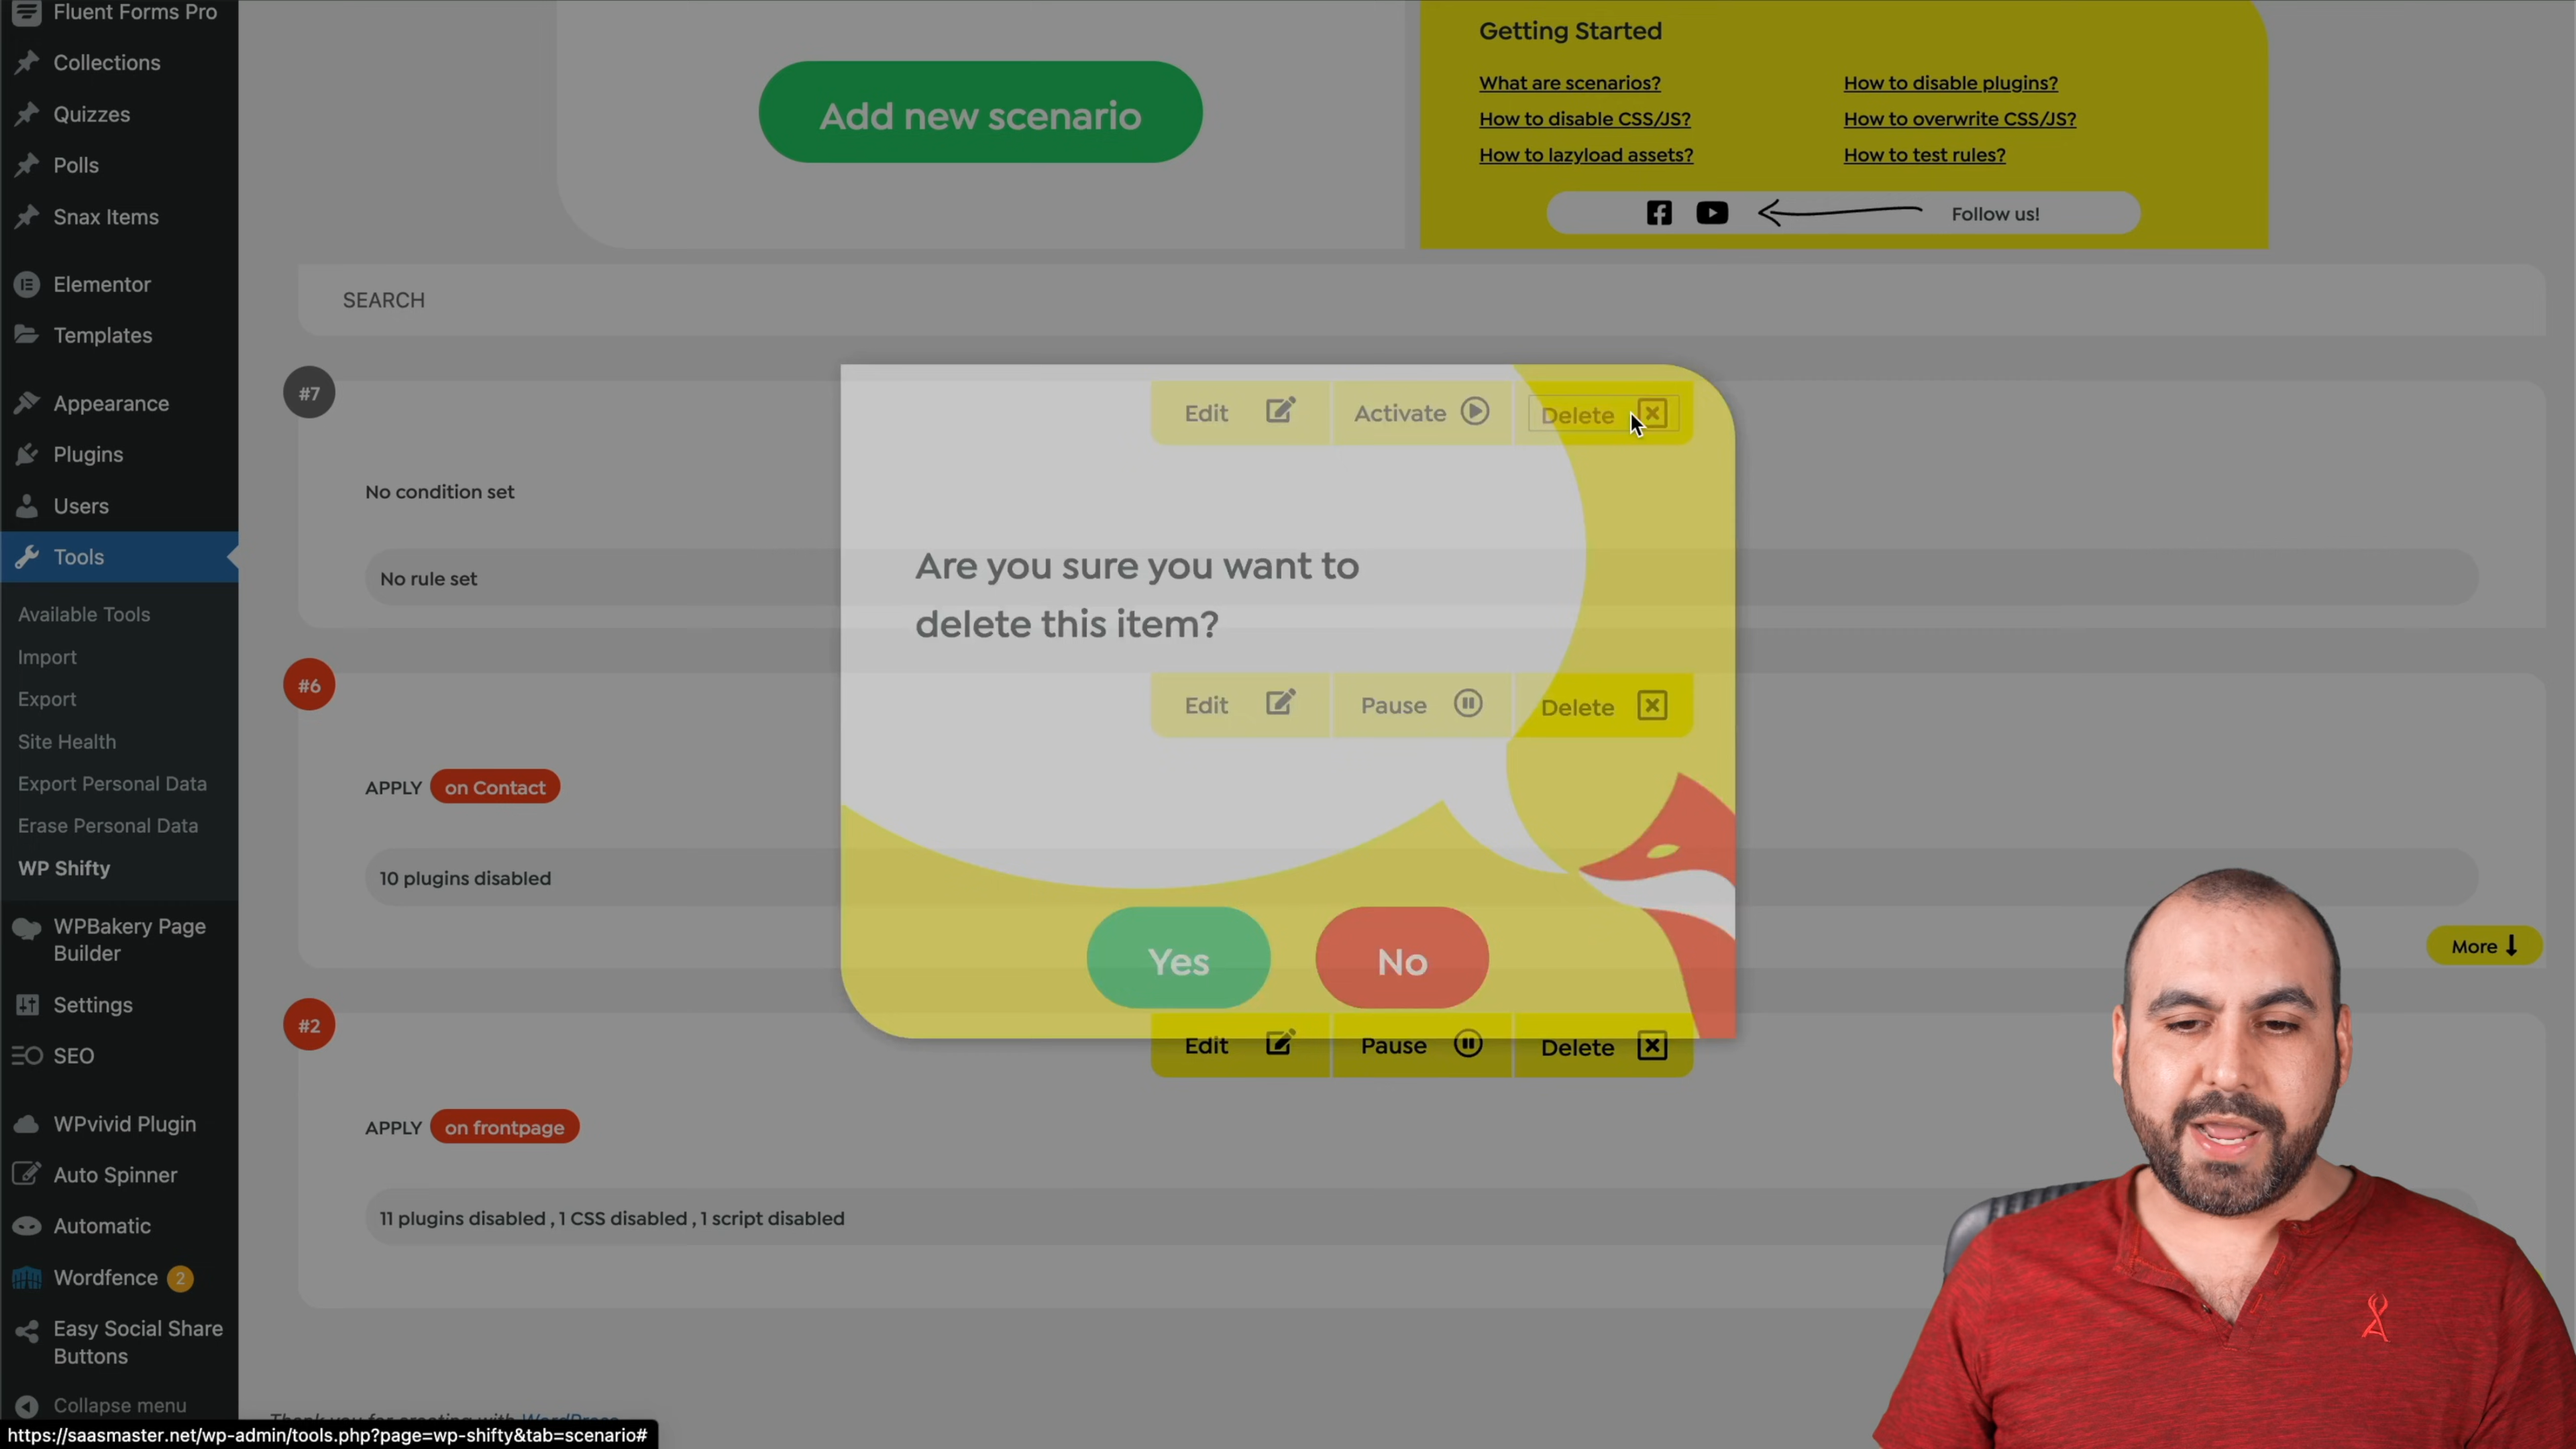 Fluent Forms Pro
Collections
Quizzes
Polls
Snax Items
Elementor
Templates
Appearance
Plugins
Users
Tools
Available Tools
Import
Export
Site Health
Export Personal Data
Erase Personal Data
WP Shifty
WPBakery Page
Builder
Settings
SEO
WPvivid Plugin
Auto Spinner
Automatic
Wordfence 2
Easy Social Share
Buttons
Collapse menu
Add new scenario
Getting Started
What are scenarios? How to disable plugins?
How to disable CSS/JS? How to overwrite CSS/JS?
How to lazyload assets? How to test rules?
Follow us!
SEARCH
#7
Edit Activate Delete
No condition set
No rule set
Are you sure you want to
delete this item?
#6
Edit Pause Delete
APPLY on Contact
10 plugins disabled
More
Yes No
#2
Edit Pause Delete
APPLY on frontpage
11 plugins disabled , 1 CSS disabled , 1 script disabled
Thank you for creating with WordPress
https://saasmaster.net/wp-admin/tools.php?page=wp-shifty&tab=scenario#